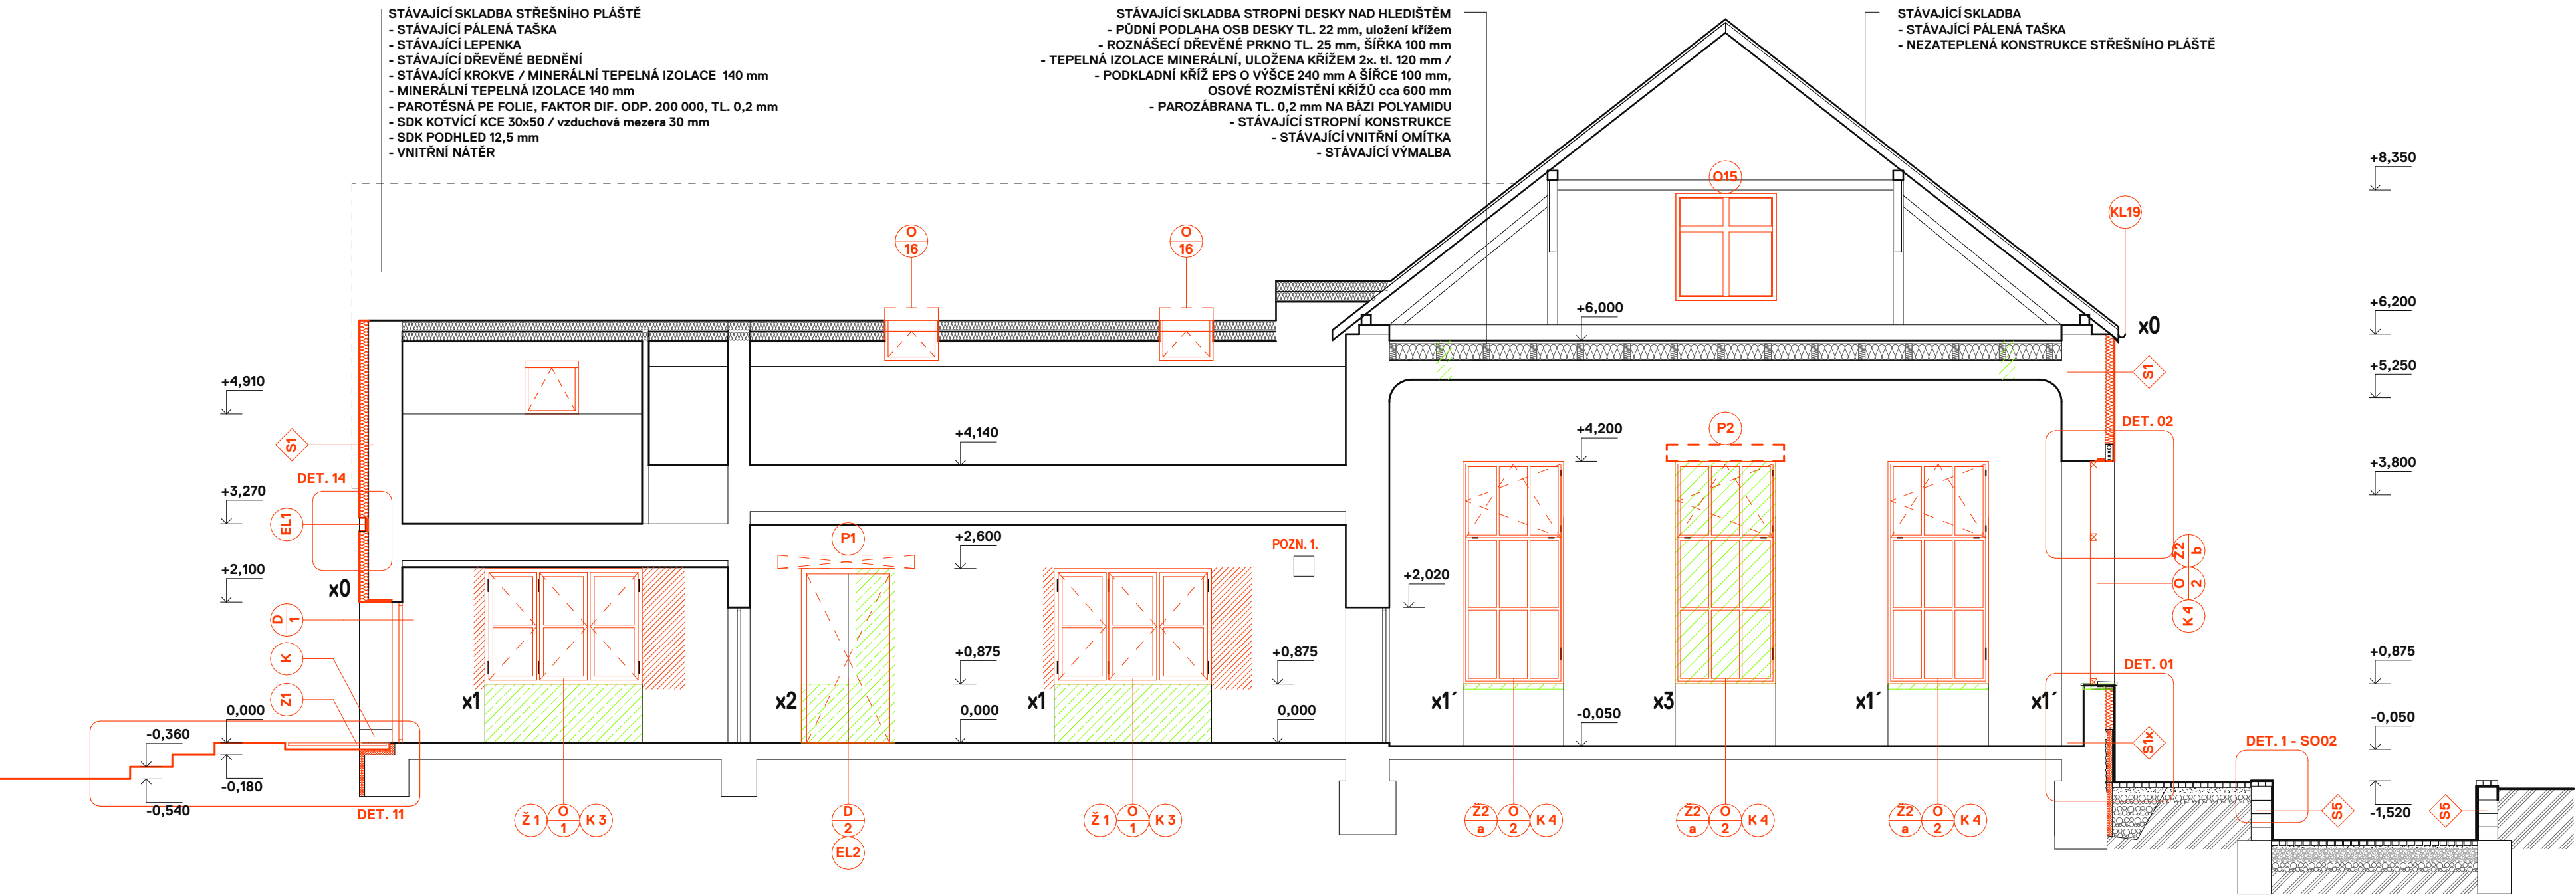 STÁVAJÍCÍ SKLADBA STŘEŠNÍHO PLÁŠTĚ
- STÁVAJÍCÍ PÁLENÁ TAŠKA
- STÁVAJÍCÍ LEPENKA
- STÁVAJÍCÍ DŘEVĚNÉ BEDNĚNÍ
- STÁVAJÍCÍ KROKVE / MINERÁLNÍ TEPELNÁ IZOLACE 140 mm
- MINERÁLNÍ TEPELNÁ IZOLACE 140 mm
- PAROTĚSNÁ PE FOLIE, FAKTOR DIF. ODP. 200 000, TL. 0,2 mm
- SDK KOTVÍCÍ KCE 30x50 / vzduchová mezera 30 mm
- SDK PODHLED 12,5 mm
- VNITŘNÍ NÁTĚR
STÁVAJÍCÍ SKLADBA STROPNÍ DESKY NAD HLEDIŠTĚM
- PŮDNÍ PODLAHA OSB DESKY TL. 22 mm, uložení křížem
- ROZNÁŠECÍ DŘEVĚNÉ PRKNO TL. 25 mm, ŠÍŘKA 100 mm
- TEPELNÁ IZOLACE MINERÁLNÍ, ULOŽENA KŘÍŽEM 2x. tl. 120 mm /
- PODKLADNÍ KŘÍŽ EPS O VÝŠCE 240 mm A ŠÍŘCE 100 mm,
OSOVÉ ROZMÍSTĚNÍ KŘÍŽŮ cca 600 mm
- PAROZÁBRANA TL. 0,2 mm NA BÁZI POLYAMIDU
- STÁVAJÍCÍ STROPNÍ KONSTRUKCE
- STÁVAJÍCÍ VNITŘNÍ OMÍTKA
- STÁVAJÍCÍ VÝMALBA
STÁVAJÍCÍ SKLADBA
- STÁVAJÍCÍ PÁLENÁ TAŠKA
- NEZATEPLENÁ KONSTRUKCE STŘEŠNÍHO PLÁŠTĚ
+8,350
O15
KL19
O
16
O
16
+6,000
+6,200
x0
+4,910
S1
+5,250
S1
DET. 02
+4,140
+4,200
P2
DET. 14
+3,270
EL1
+3,800
P1
+2,600
POZN. 1.
+2,100
x0
+2,020
Ž2
b
O
2
K 4
D
1
K
Z1
+0,875
+0,875
+0,875
DET. 01
x1
x2
x1
x1´
x3
x1´
x1´
0,000
-0,360
-0,180
-0,540
0,000
0,000
-0,050
-0,050
S1x
DET. 1 - SO02
DET. 11
Ž 1
O
1
K 3
D
2
EL2
Ž 1
O
1
K 3
Ž2
a
O
2
K 4
Ž2
a
O
2
K 4
Ž2
a
O
2
K 4
S5
S5
-1,520